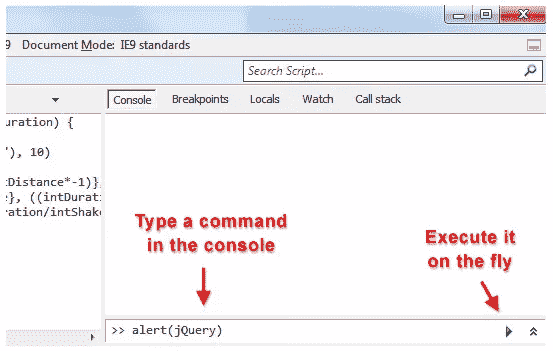 9 Document Mode: IE9 standards
Search Script...
Console Breakpoints Locals Watch Call stack
uration) {
"), 10)
tDistance*-1)},
e}, ((intDurati
ration/intShake
Type a command
in the console
Execute it
on the fly
>> alert(jQuery)